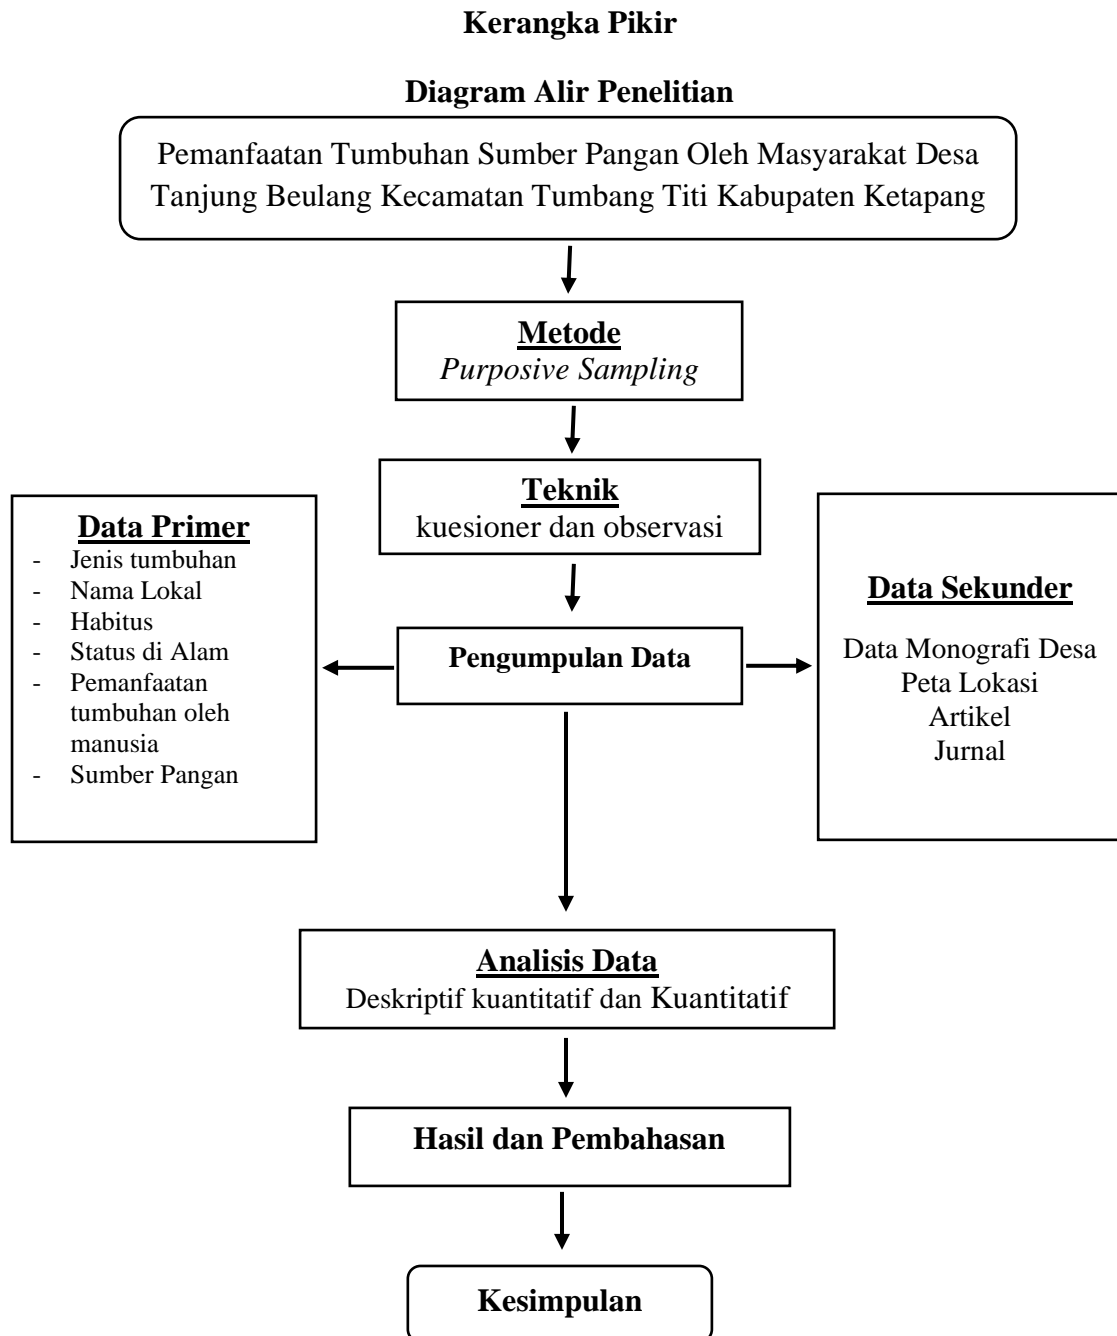 Kerangka Pikir
Diagram Alir Penelitian
Pemanfaatan Tumbuhan Sumber Pangan Oleh Masyarakat Desa
Tanjung Beulang Kecamatan Tumbang Titi Kabupaten Ketapang
Metode
Purposive Sampling
Teknik
kuesioner dan observasi
Data Primer
- Jenis tumbuhan
- Nama Lokal
- Habitus
- Status di Alam
- Pemanfaatan
tumbuhan oleh
manusia
- Sumber Pangan
Pengumpulan Data
Data Sekunder
Data Monografi Desa
Peta Lokasi
Artikel
Jurnal
Analisis Data
Deskriptif kuantitatif dan Kuantitatif
Hasil dan Pembahasan
Kesimpulan